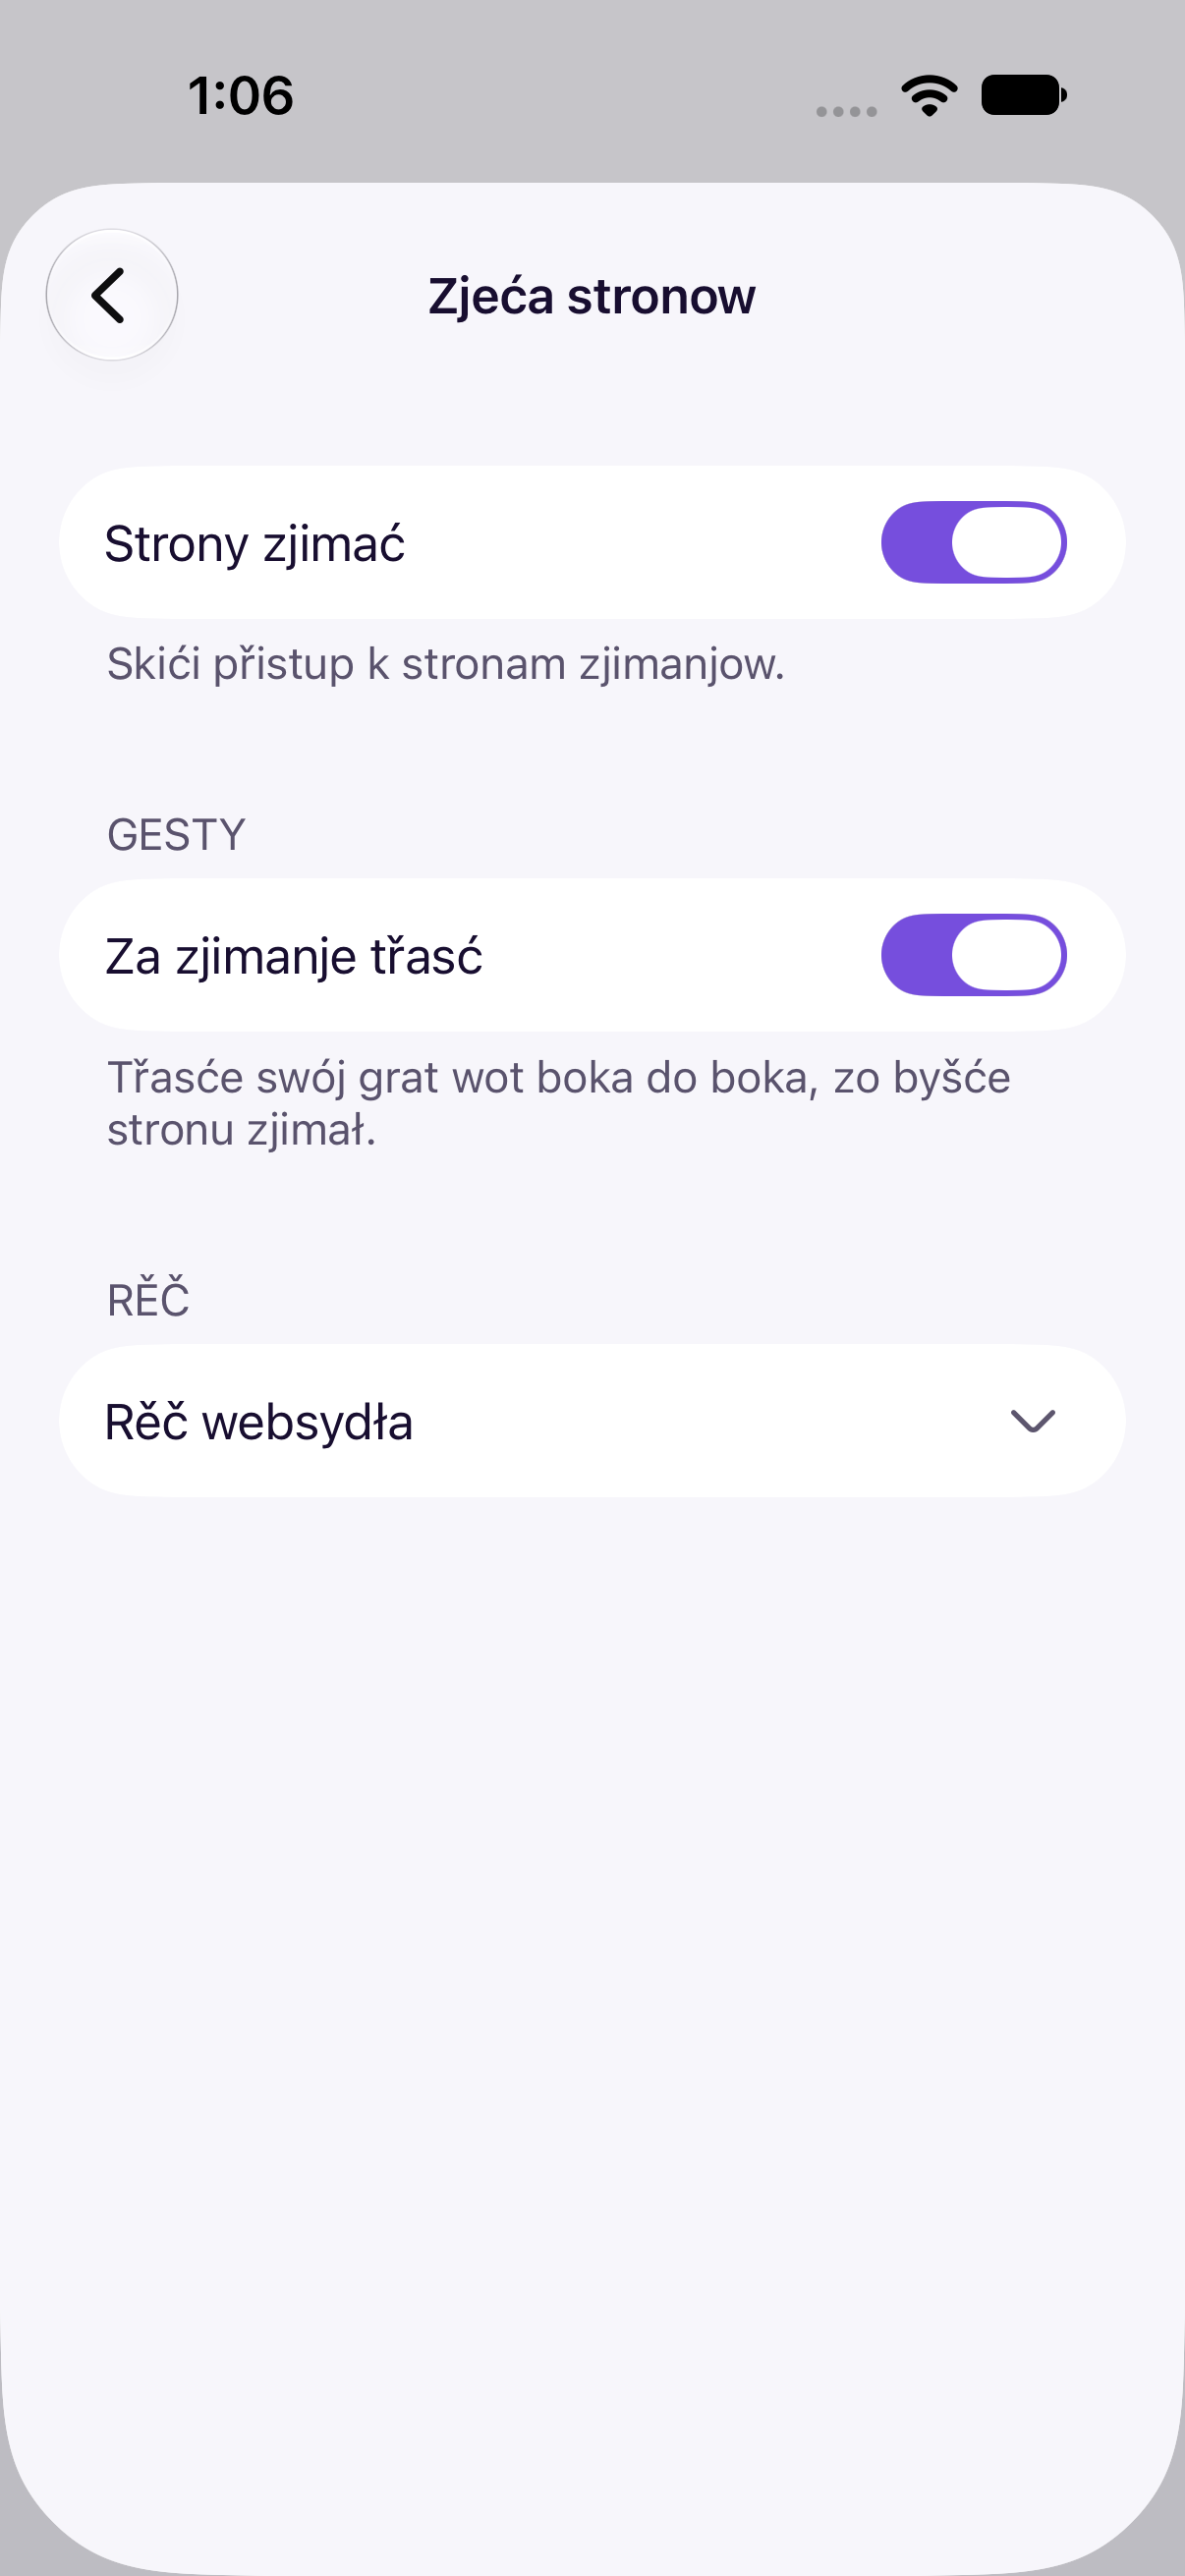 1:06
Zjeća stronow
Strony zjimać
Skići přistup k stronam zjimanjow.
GESTY
Za zjimanje třasć
Třasće swój grat wot boka do boka, zo byšće
stronu zjimał.
RĚČ
Rěč websydła